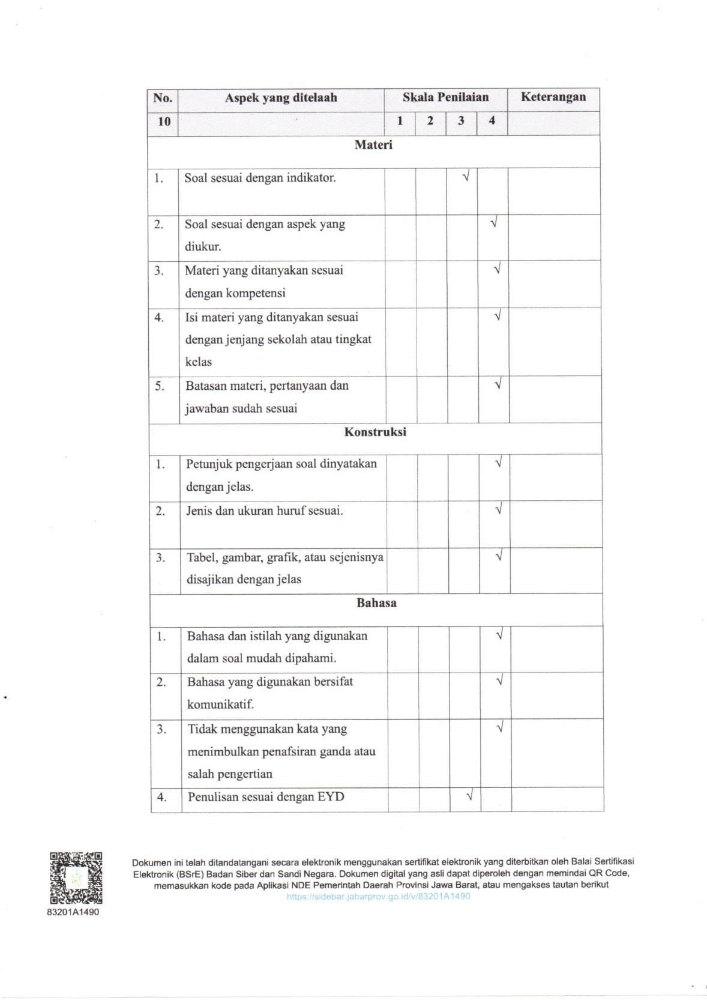 No. Aspek yang ditelaah Skala Penilaian Keterangan
10 1 2 3 4
Materi
1. Soal sesuai dengan indikator. √
2. Soal sesuai dengan aspek yang √
diukur.
3. Materi yang ditanyakan sesuai √
dengan kompetensi
4. Isi materi yang ditanyakan sesuai √
dengan jenjang sekolah atau tingkat
kelas
5. Batasan materi, pertanyaan dan √
jawaban sudah sesuai
Konstruksi
1. Petunjuk pengerjaan soal dinyatakan √
dengan jelas.
2. Jenis dan ukuran huruf sesuai. √
3. Tabel, gambar, grafik, atau sejenisnya √
disajikan dengan jelas
Bahasa
1. Bahasa dan istilah yang digunakan √
dalam soal mudah dipahami.
2. Bahasa yang digunakan bersifat √
komunikatif.
3. Tidak menggunakan kata yang √
menimbulkan penafsiran ganda atau
salah pengertian
4. Penulisan sesuai dengan EYD √
Dokumen ini telah ditandatangani secara elektronik menggunakan sertifikat elektronik yang diterbitkan oleh Balai Sertifikasi
Elektronik (BSrE) Badan Siber dan Sandi Negara. Dokumen digital yang asli dapat diperoleh dengan memindai QR Code,
memasukkan kode pada Aplikasi NDE Pemerintah Daerah Provinsi Jawa Barat, atau mengakses tautan berikut
https://sidebar.jabarprov.go.id/v/83201A1490
83201A1490